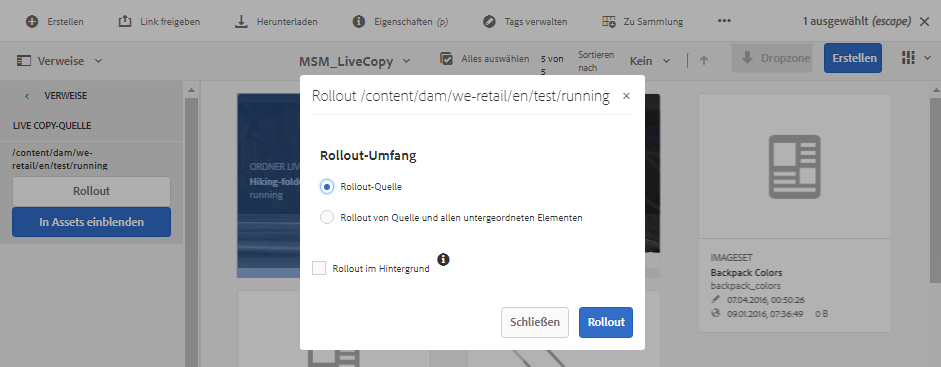 Erstellen
Link freigeben
Herunterladen
Eigenschaften (p)
Tags verwalten
Zu Sammlung
1 ausgewählt (escape)
Verweise
MSM_LiveCopy
Alles auswählen
5 von
5
Sortieren
nach
Kein
Dropzone
Erstellen
VERWEISE
LIVE COPY-QUELLE
/content/dam/we-
retail/en/test/running
Rollout
In Assets einblenden
ORDNER LIV
Hiking-folde
running
Rollout /content/dam/we-retail/en/test/running
Rollout-Umfang
Rollout-Quelle
Rollout von Quelle und allen untergeordneten Elementen
Rollout im Hintergrund
Schließen
Rollout
IMAGESET
Backpack Colors
backpack_colors
07.04.2016, 00:50:26
09.01.2016, 07:36:49 0 B